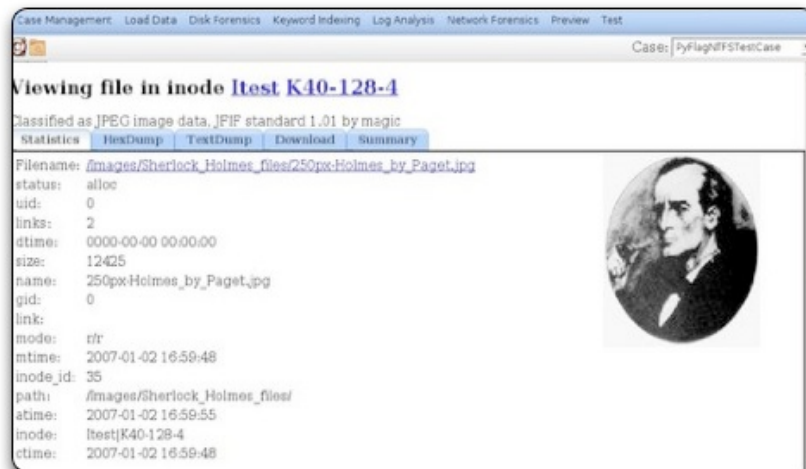 Case Management Load Data Disk Forensics Keyword Indexing Log Analysis Network Forensics Preview Test
Case: PyFlagNTFSTestCase
Viewing file in inode Itest K40-128-4
Classified as JPEG image data, JFIF standard 1.01 by magic
Statistics HexDump TextDump Download Summary
Filename: /Images/Sherlock_Holmes_files/250px-Holmes_by_Paget.jpg
status: alloc
uid: 0
links: 2
dtime: 0000-00-00 00:00:00
size: 12425
name: 250px-Holmes_by_Paget.jpg
gid: 0
link:
mode: r/r
mtime: 2007-01-02 16:59:48
inode_id: 35
path: /Images/Sherlock_Holmes_files/
atime: 2007-01-02 16:59:55
inode: Itest|K40-128-4
ctime: 2007-01-02 16:59:48